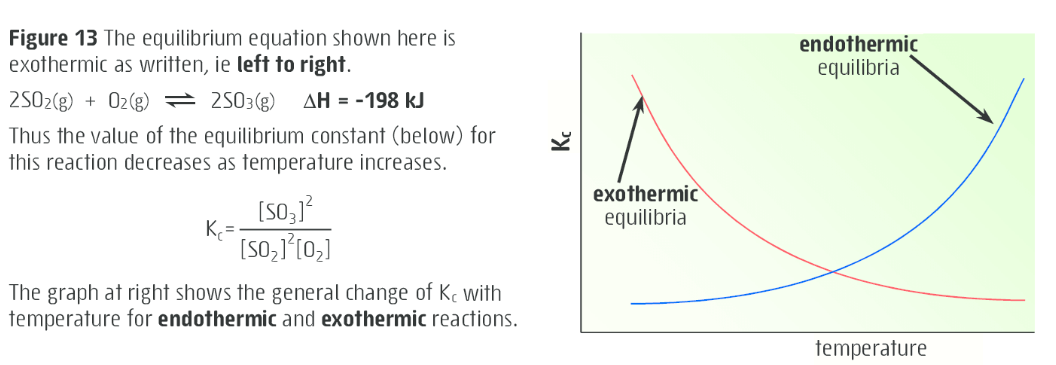 Figure 13 The equilibrium equation shown here is
exothermic as written, ie left to right.
2SO2(g) + O2(g) ⇌ 2SO3(g) ΔH = -198 kJ
Thus the value of the equilibrium constant (below) for
this reaction decreases as temperature increases.
Kc= [SO3]²
[SO2]²[O2]
The graph at right shows the general change of Kc with
temperature for endothermic and exothermic reactions.
endothermic
equilibria
Kc
exothermic
equilibria
temperature